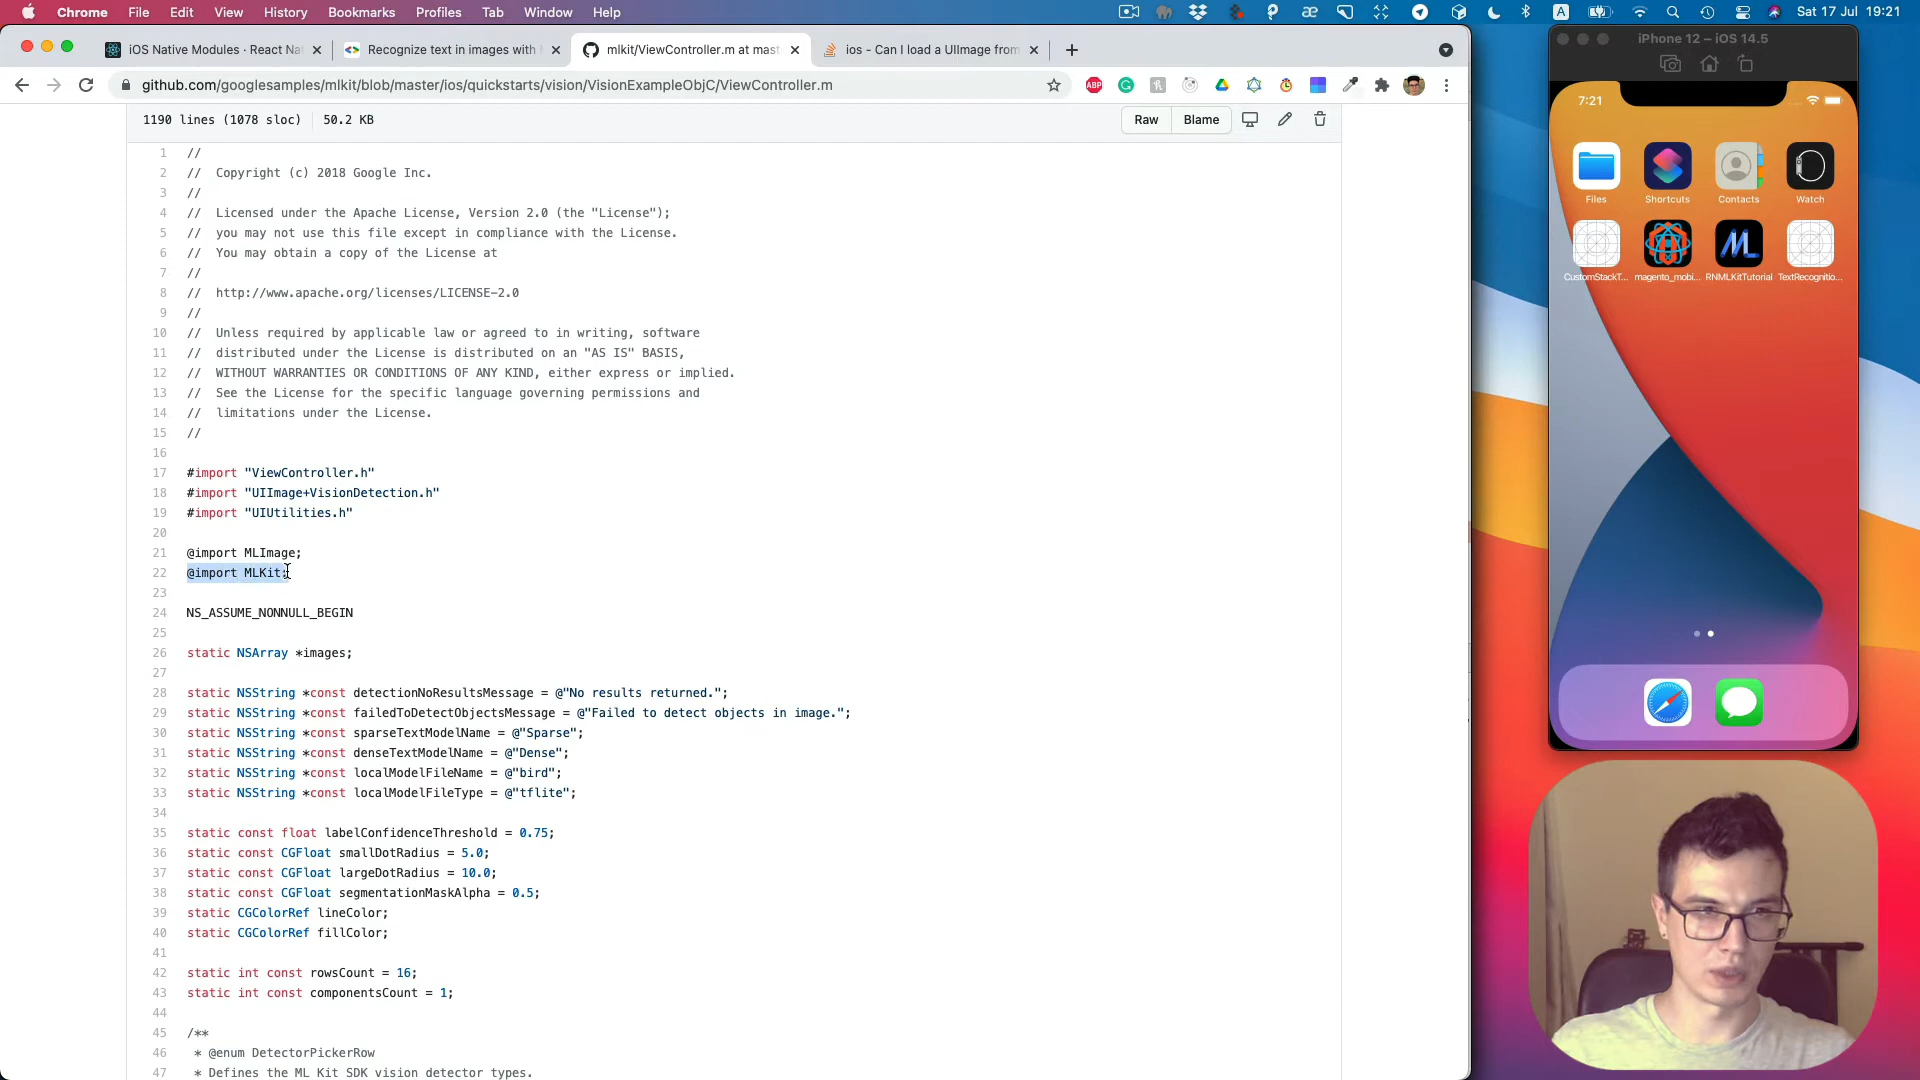 Chrome File Edit View History Bookmarks Profiles Tab Window Help
Sat 17 Jul 19:21
iOS Native Modules · React Na
Recognize text in images with
mlkit/ViewController.m at mast
ios - Can I load a UIImage from
github.com/googlesamples/mlkit/blob/master/ios/quickstarts/vision/VisionExampleObjC/ViewController.m
1190 lines (1078 sloc) 50.2 KB
Raw Blame
1 //
2 // Copyright (c) 2018 Google Inc.
3 //
4 // Licensed under the Apache License, Version 2.0 (the "License");
5 // you may not use this file except in compliance with the License.
6 // You may obtain a copy of the License at
7 //
8 // http://www.apache.org/licenses/LICENSE-2.0
9 //
10 // Unless required by applicable law or agreed to in writing, software
11 // distributed under the License is distributed on an "AS IS" BASIS,
12 // WITHOUT WARRANTIES OR CONDITIONS OF ANY KIND, either express or implied.
13 // See the License for the specific language governing permissions and
14 // limitations under the License.
15 //
16
17 #import "ViewController.h"
18 #import "UIImage+VisionDetection.h"
19 #import "UIUtilities.h"
20
21 @import MLImage;
22 @import MLKit;
23
24 NS_ASSUME_NONNULL_BEGIN
25
26 static NSArray *images;
27
28 static NSString *const detectionNoResultsMessage = @"No results returned.";
29 static NSString *const failedToDetectObjectsMessage = @"Failed to detect objects in image.";
30 static NSString *const sparseTextModelName = @"Sparse";
31 static NSString *const denseTextModelName = @"Dense";
32 static NSString *const localModelFileName = @"bird";
33 static NSString *const localModelFileType = @"tflite";
34
35 static const float labelConfidenceThreshold = 0.75;
36 static const CGFloat smallDotRadius = 5.0;
37 static const CGFloat largeDotRadius = 10.0;
38 static const CGFloat segmentationMaskAlpha = 0.5;
39 static CGColorRef lineColor;
40 static CGColorRef fillColor;
41
42 static int const rowsCount = 16;
43 static int const componentsCount = 1;
44
45 /**
46 * @enum DetectorPickerRow
47 * Defines the ML Kit SDK vision detector types.
iPhone 12 – iOS 14.5
7:21
Files Shortcuts Contacts Watch
ML
CustomStackT... magento_mobi... RNMLKitTutorial TextRecognitio...